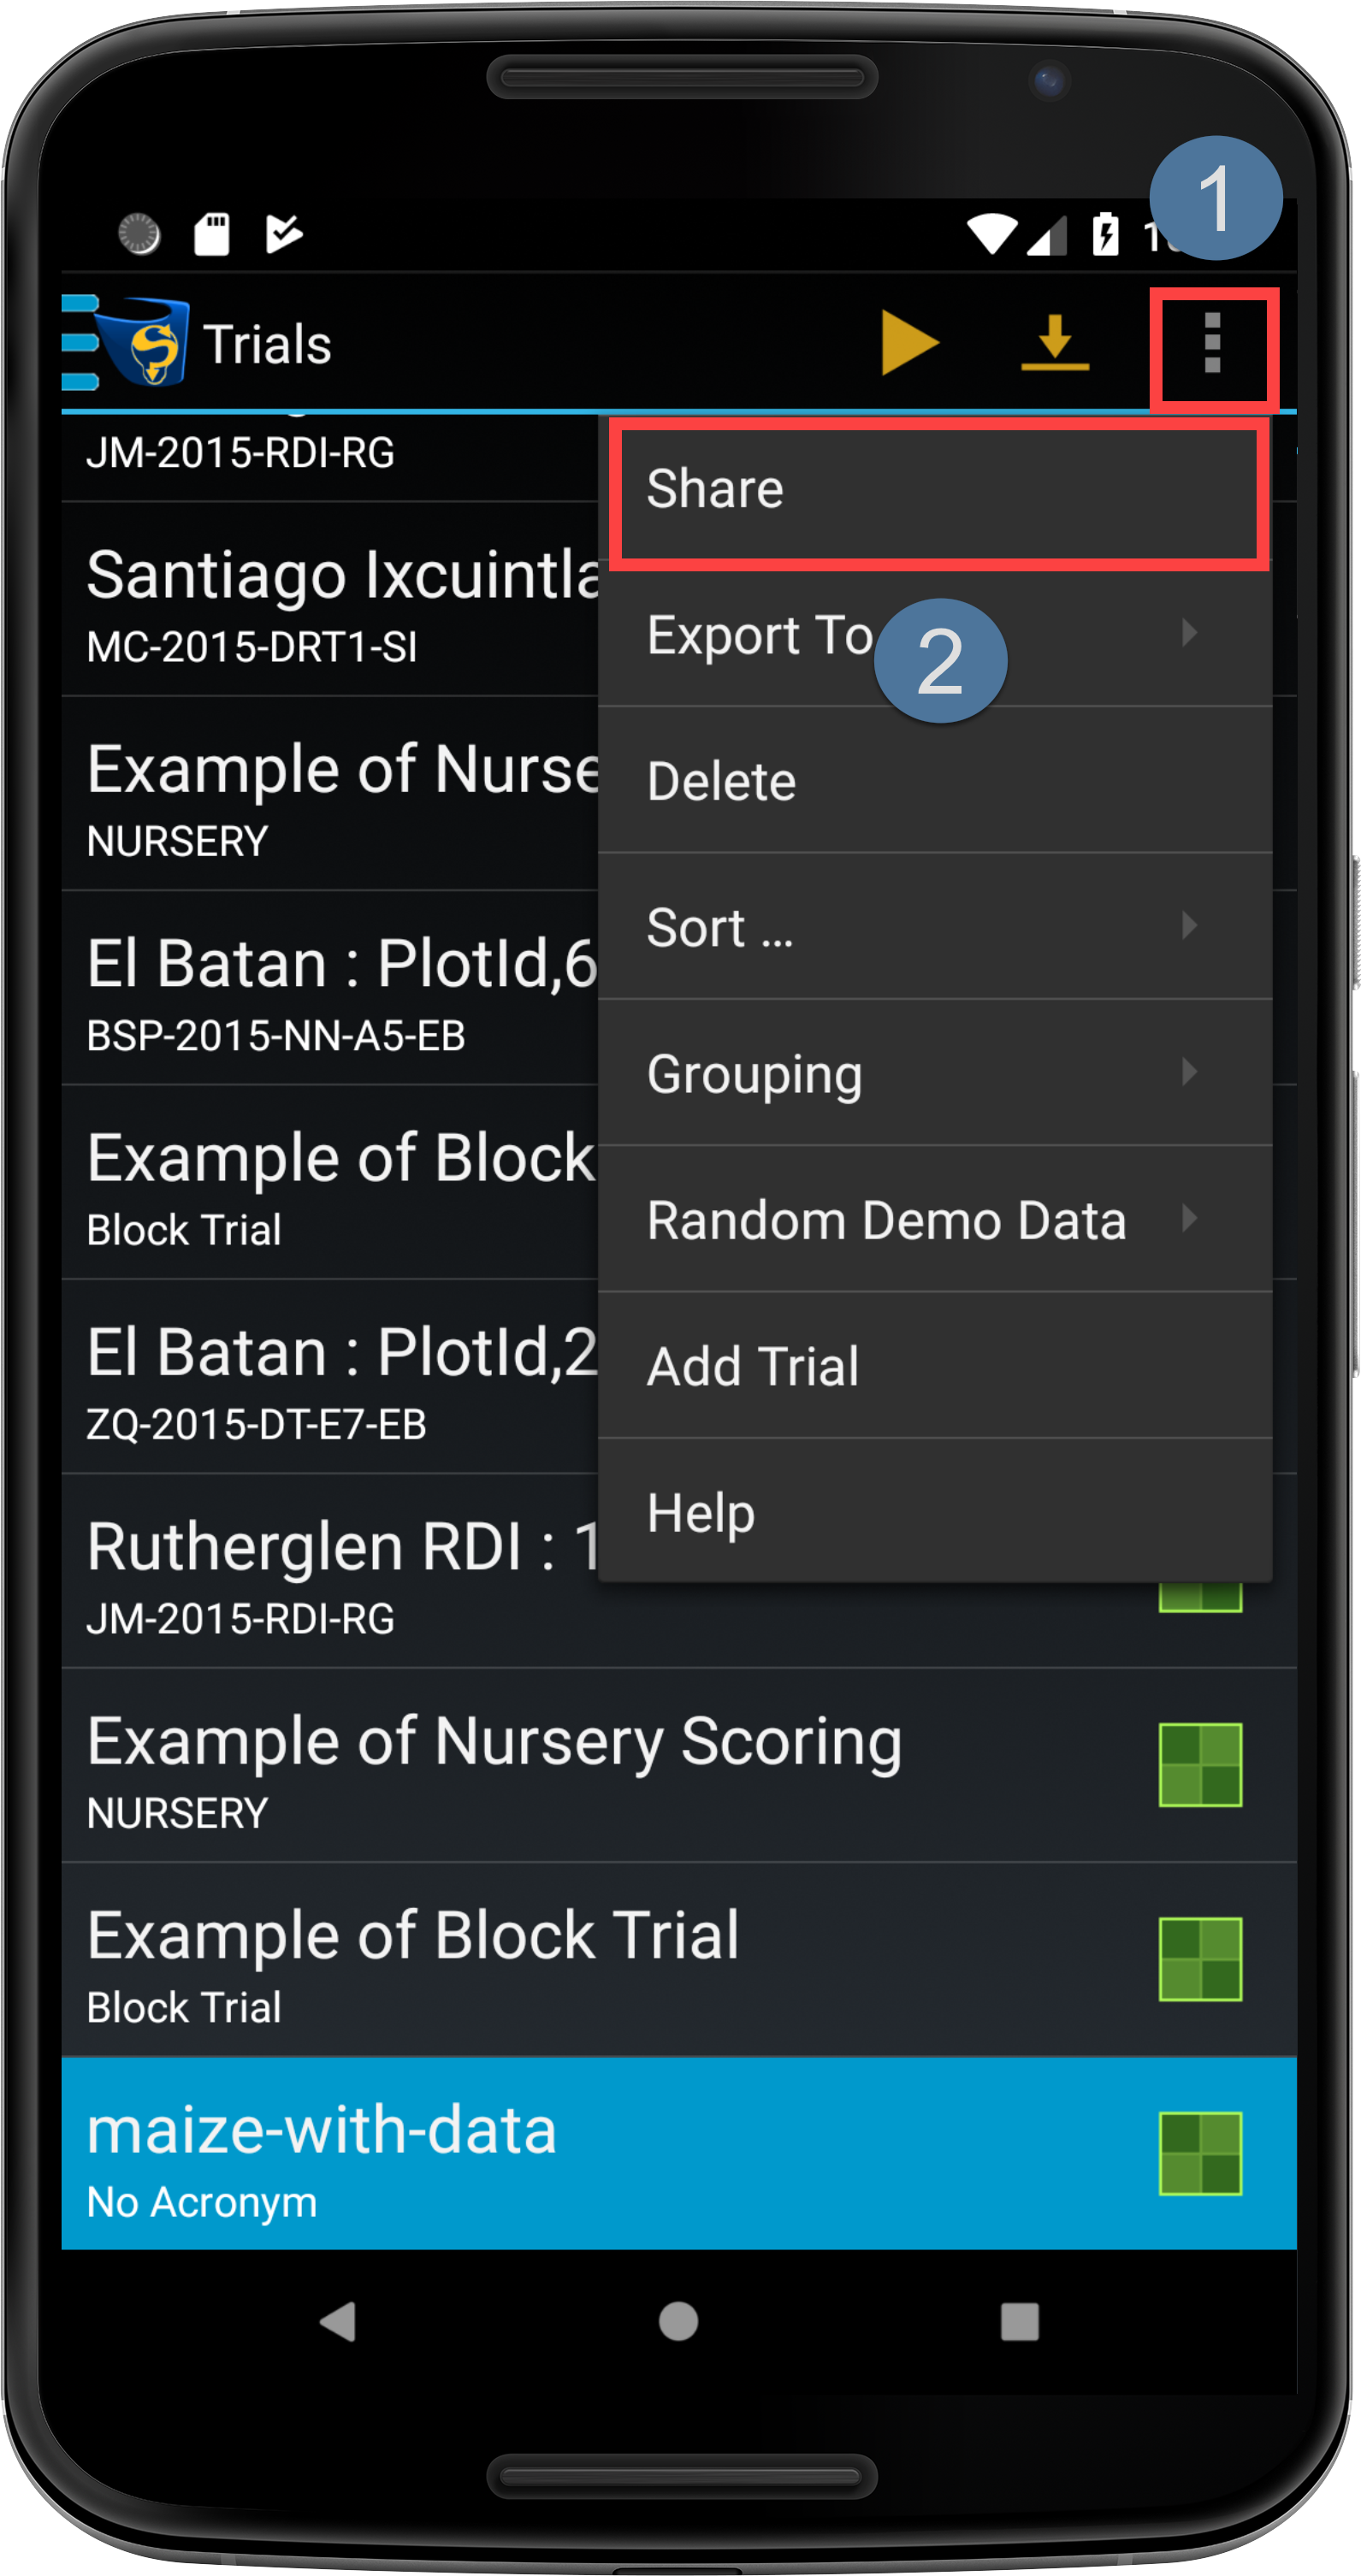 1
Trials
JM-2015-RDI-RG
Share
Santiago Ixcuintla
MC-2015-DRT1-SI
Export To
2
Example of Nurse
NURSERY
Delete
El Batan : PlotId,6
BSP-2015-NN-A5-EB
Sort ...
Grouping
Example of Block
Block Trial
Random Demo Data
El Batan : PlotId,2
ZQ-2015-DT-E7-EB
Add Trial
Rutherglen RDI : 1
JM-2015-RDI-RG
Help
Example of Nursery Scoring
NURSERY
Example of Block Trial
Block Trial
maize-with-data
No Acronym